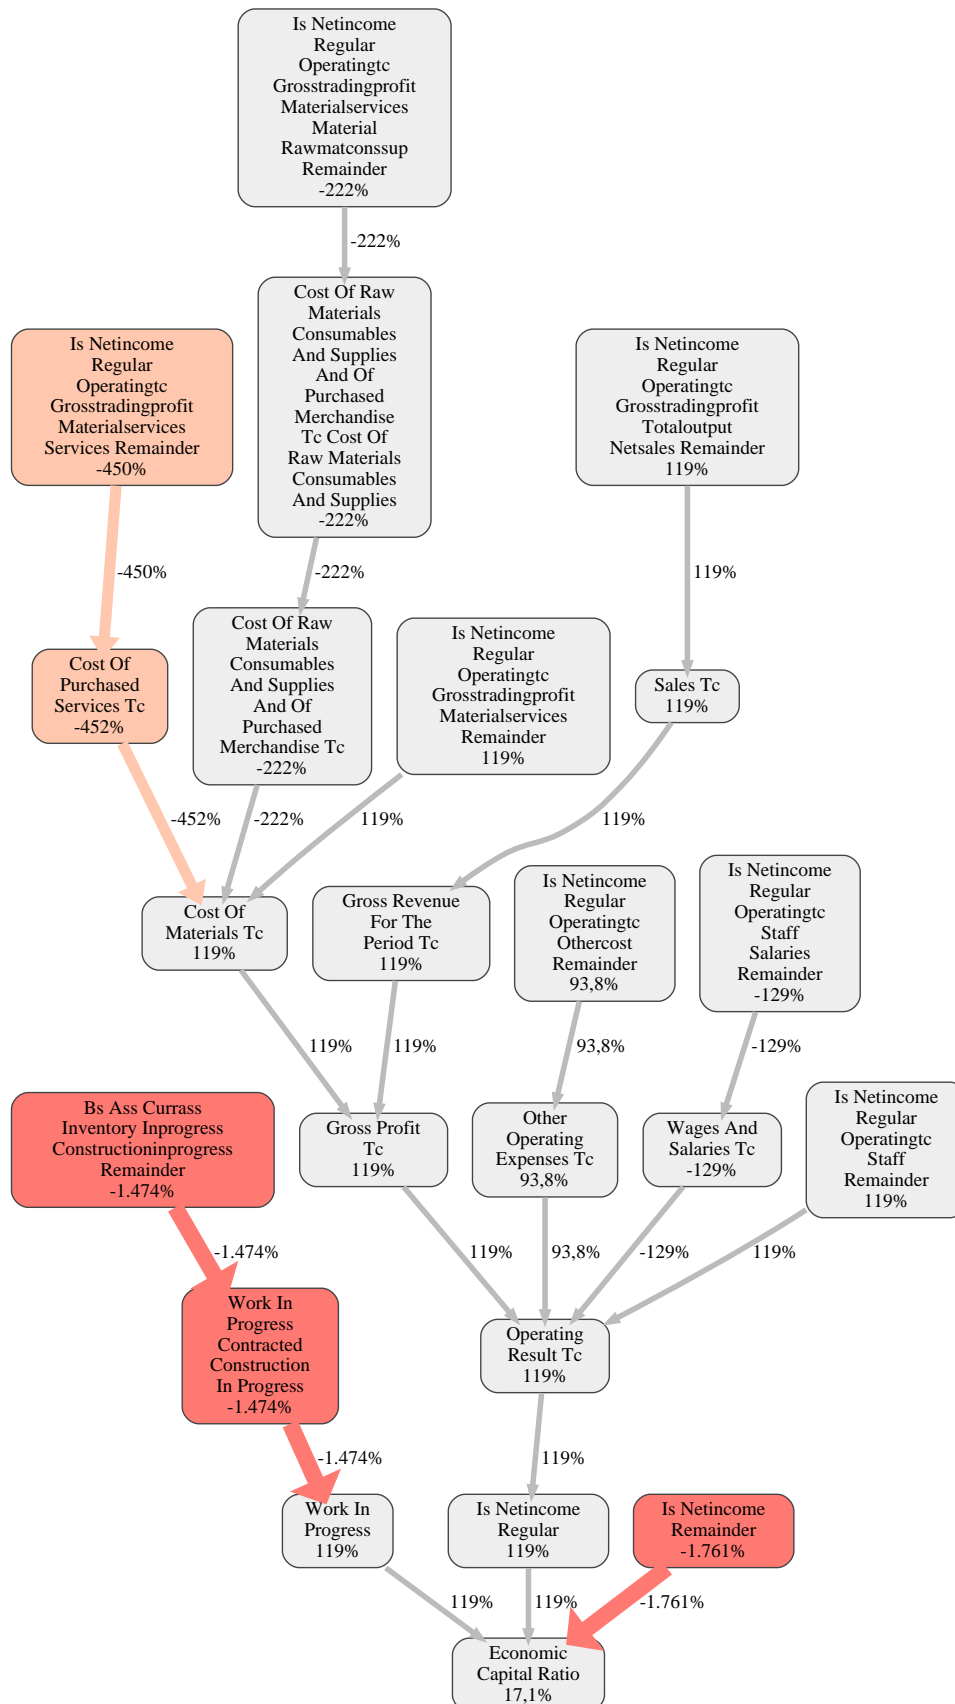 Is Netincome
Regular
Operatingtc
Grosstradingprofit
Materialservices
Material
Rawmatconssup
Remainder
-222%
-222%
Cost Of Raw
Materials
Consumables
And Supplies
And Of
Purchased
Merchandise
Tc Cost Of
Raw Materials
Consumables
And Supplies
-222%
Is Netincome
Regular
Operatingtc
Grosstradingprofit
Materialservices
Services Remainder
-450%
Is Netincome
Regular
Operatingtc
Grosstradingprofit
Totaloutput
Netsales Remainder
119%
-450%
-222%
119%
Cost Of
Purchased
Services Tc
-452%
Cost Of Raw
Materials
Consumables
And Supplies
And Of
Purchased
Merchandise Tc
-222%
Is Netincome
Regular
Operatingtc
Grosstradingprofit
Materialservices
Remainder
119%
Sales Tc
119%
-452%
-222%
119%
119%
Cost Of
Materials Tc
119%
Gross Revenue
For The
Period Tc
119%
Is Netincome
Regular
Operatingtc
Othercost
Remainder
93,8%
Is Netincome
Regular
Operatingtc
Staff
Salaries
Remainder
-129%
119%
119%
93,8%
-129%
Bs Ass Currass
Inventory Inprogress
Constructioninprogress
Remainder
-1.474%
Gross Profit
Tc
119%
Other
Operating
Expenses Tc
93,8%
Wages And
Salaries Tc
-129%
Is Netincome
Regular
Operatingtc
Staff
Remainder
119%
-1.474%
119%
93,8%
-129%
119%
Work In
Progress
Contracted
Construction
In Progress
-1.474%
Operating
Result Tc
119%
-1.474%
119%
Work In
Progress
119%
Is Netincome
Regular
119%
Is Netincome
Remainder
-1.761%
119%
119%
-1.761%
Economic
Capital Ratio
17,1%